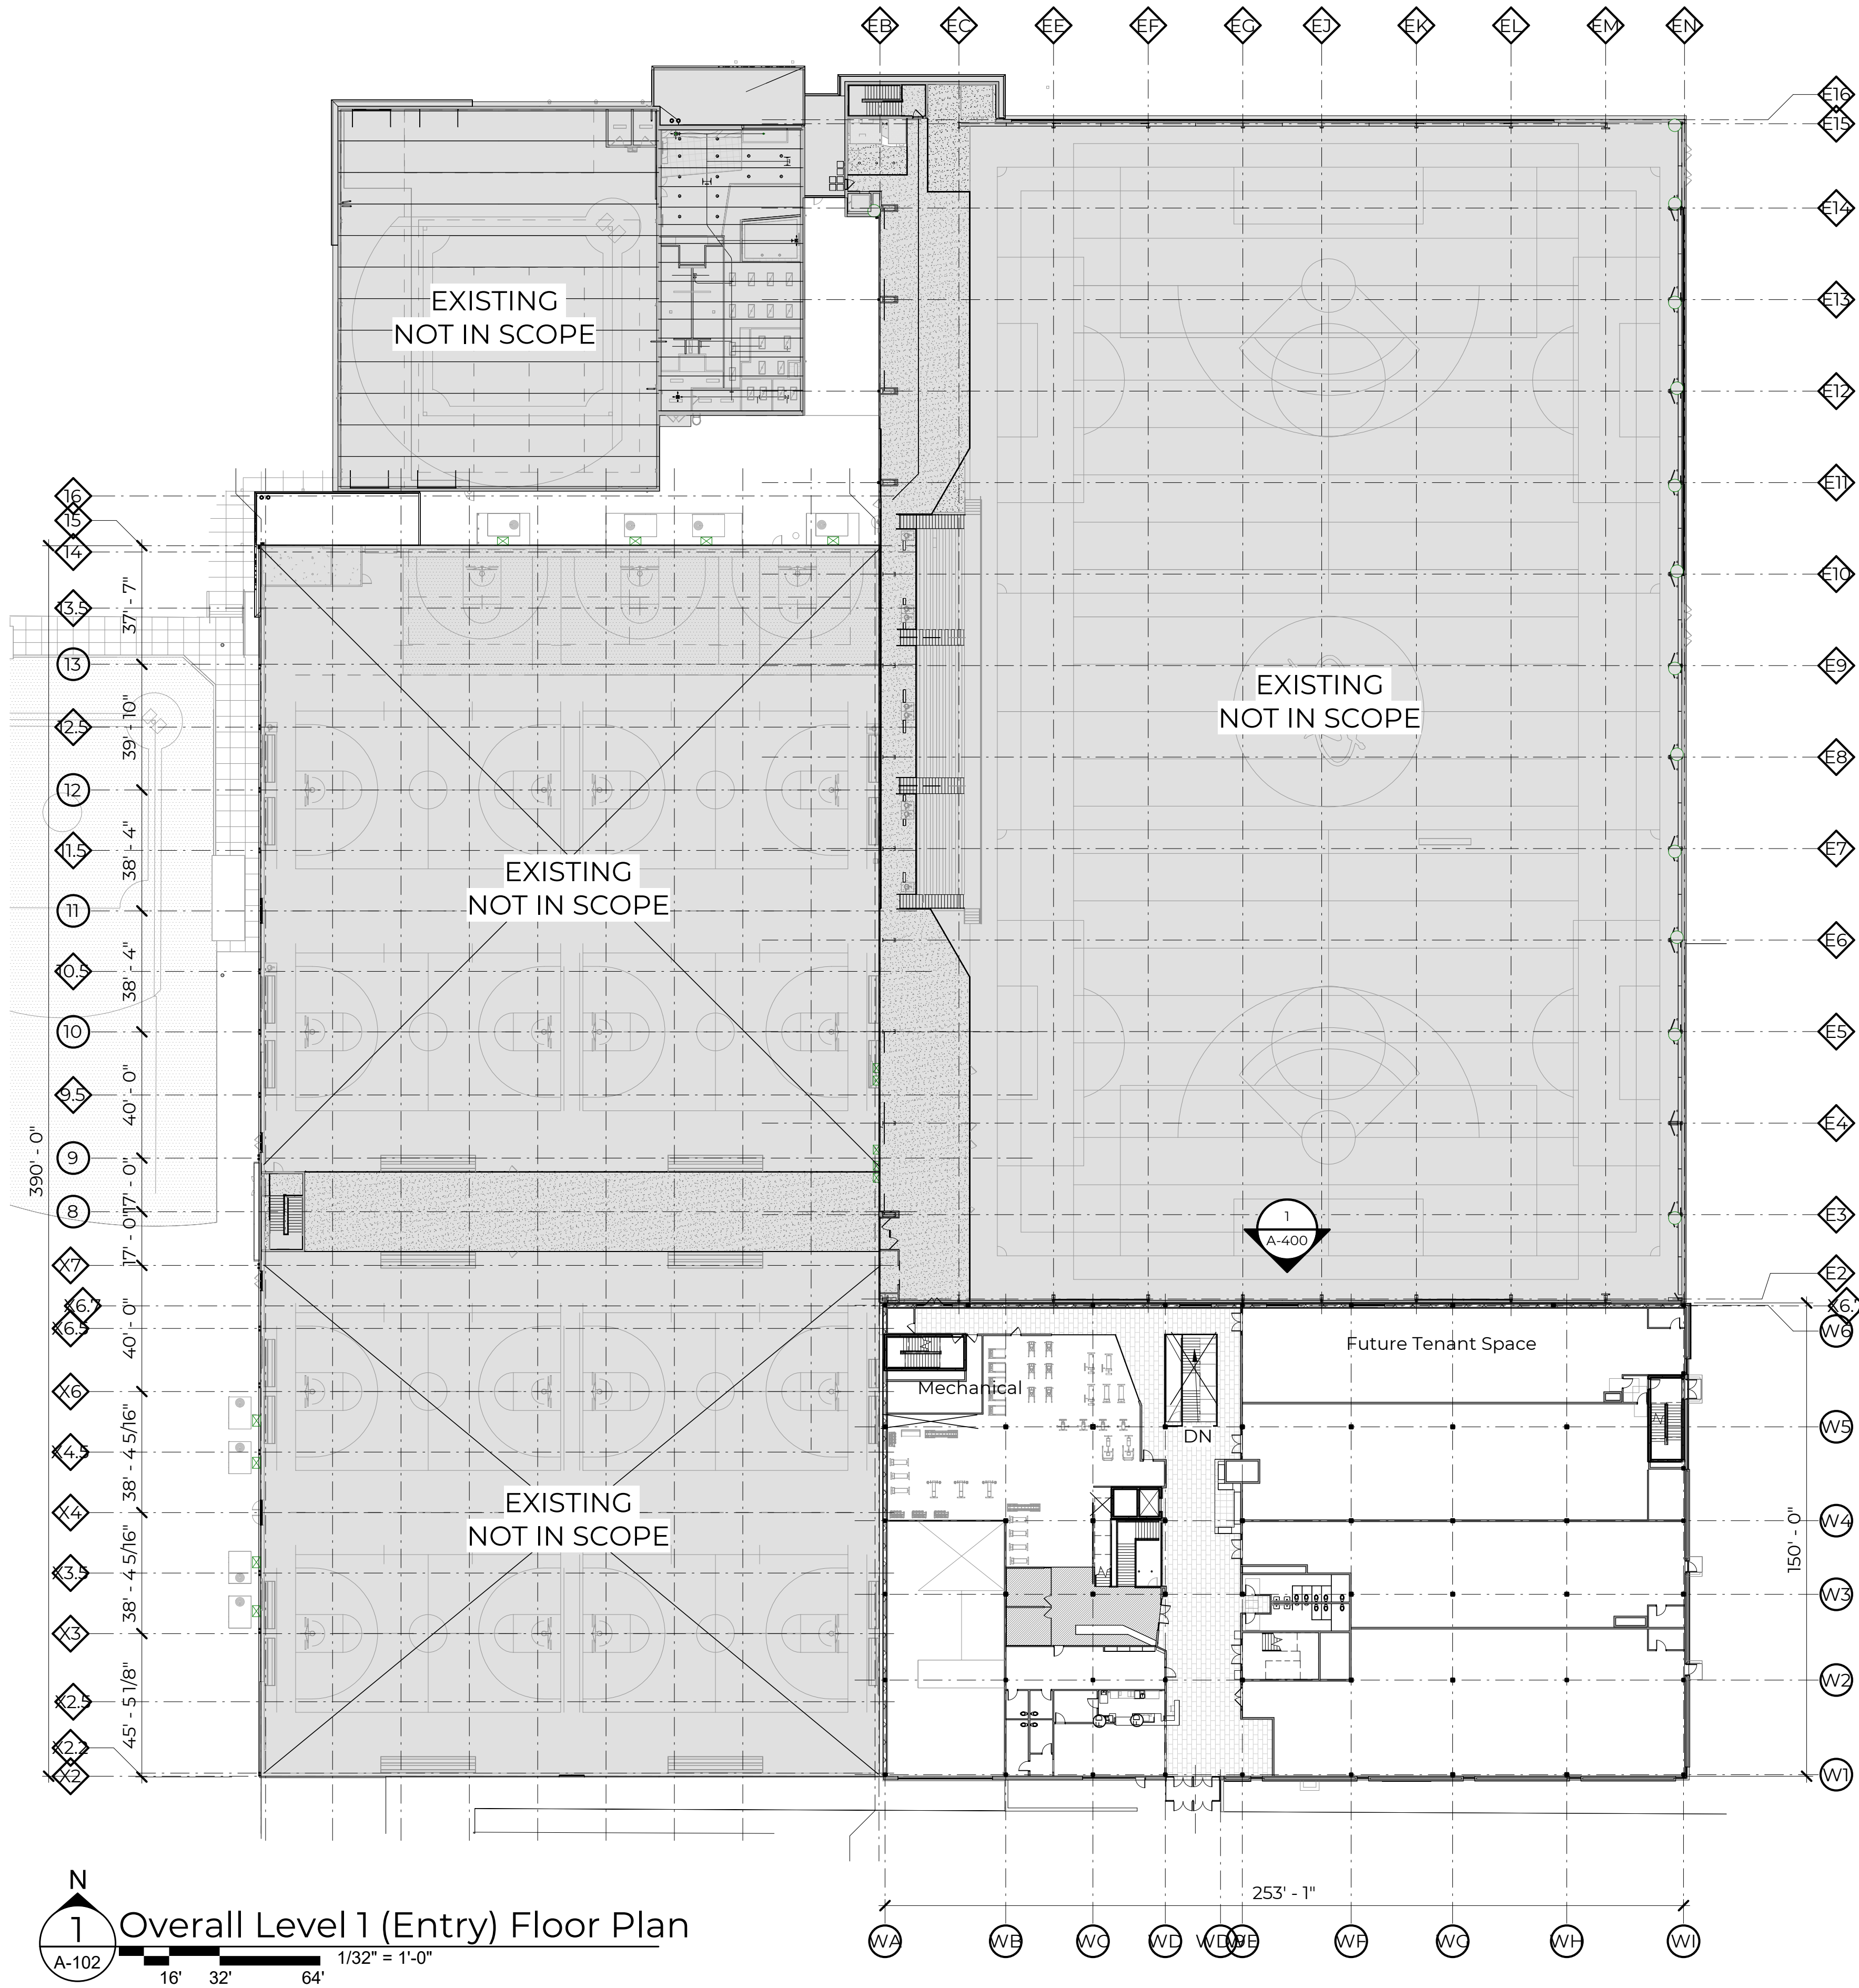 EB EC EE EF EG EJ EK EL EM EN
E16
E15
E14
E13
E12
E11
E10
E9
E8
E7
E6
E5
E4
E3
E2
X6.7
W6
W5
W4
W3
W2
W1
150' - 0"
EXISTING
NOT IN SCOPE
EXISTING
NOT IN SCOPE
EXISTING
NOT IN SCOPE
EXISTING
NOT IN SCOPE
16
15
14
13.5
13
12.5
12
11.5
11
10.5
10
9.5
9
8
X7
X6.7
X6.5
X6
X4.5
X4
X3.5
X3
X2.5
X2.2
X2
37' - 7"
39' - 10"
38' - 4"
38' - 4"
40' - 0"
17' - 0"
17' - 0"
40' - 0"
38' - 4 5/16"
38' - 4 5/16"
45' - 5 1/8"
390' - 0"
1
A-400
Future Tenant Space
Mechanical
DN
253' - 1"
WA WB WC WD WE WF WG WH WI
N
1
A-102
Overall Level 1 (Entry) Floor Plan
1/32" = 1'-0"
16' 32' 64'